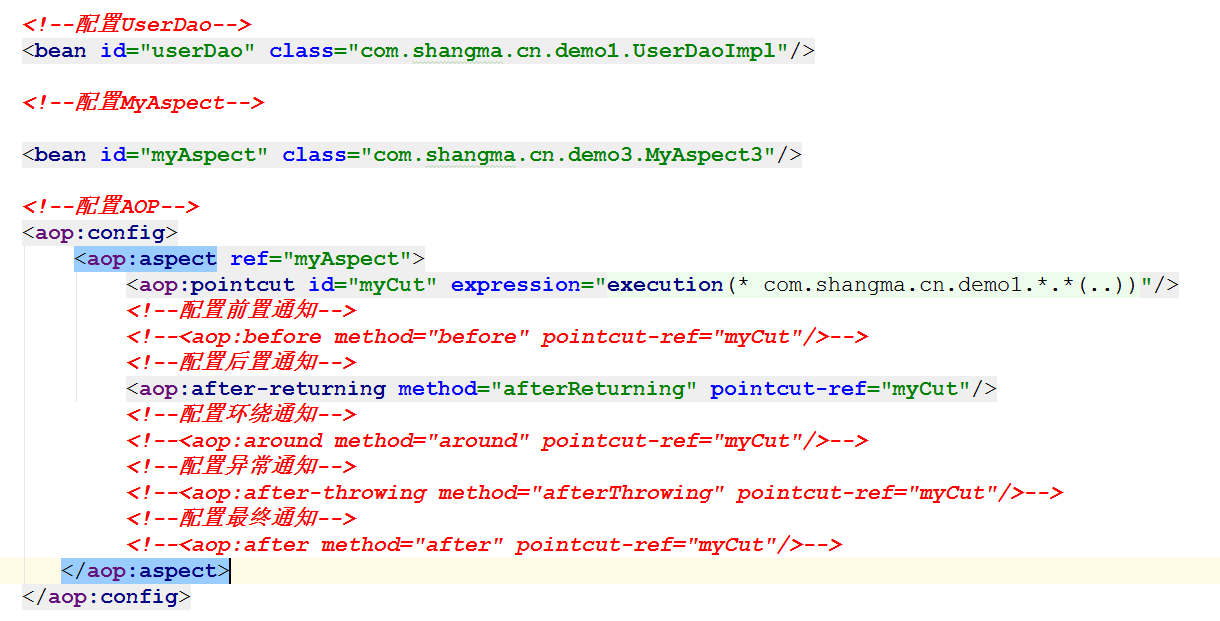 <!--配置UserDao-->
<bean id="userDao" class="com.shangma.cn.demo1.UserDaoImpl"/>
<!--配置MyAspect-->
<bean id="myAspect" class="com.shangma.cn.demo3.MyAspect3"/>
<!--配置AOP-->
<aop:config>
<aop:aspect ref="myAspect">
<aop:pointcut id="myCut" expression="execution(* com.shangma.cn.demo1.*.*(..))"/>
<!--配置前置通知-->
<!--<aop:before method="before" pointcut-ref="myCut"/>-->
<!--配置后置通知-->
<aop:after-returning method="afterReturning" pointcut-ref="myCut"/>
<!--配置环绕通知-->
<!--<aop:around method="around" pointcut-ref="myCut"/>-->
<!--配置异常通知-->
<!--<aop:after-throwing method="afterThrowing" pointcut-ref="myCut"/>-->
<!--配置最终通知-->
<!--<aop:after method="after" pointcut-ref="myCut"/>-->
</aop:aspect>
</aop:config>